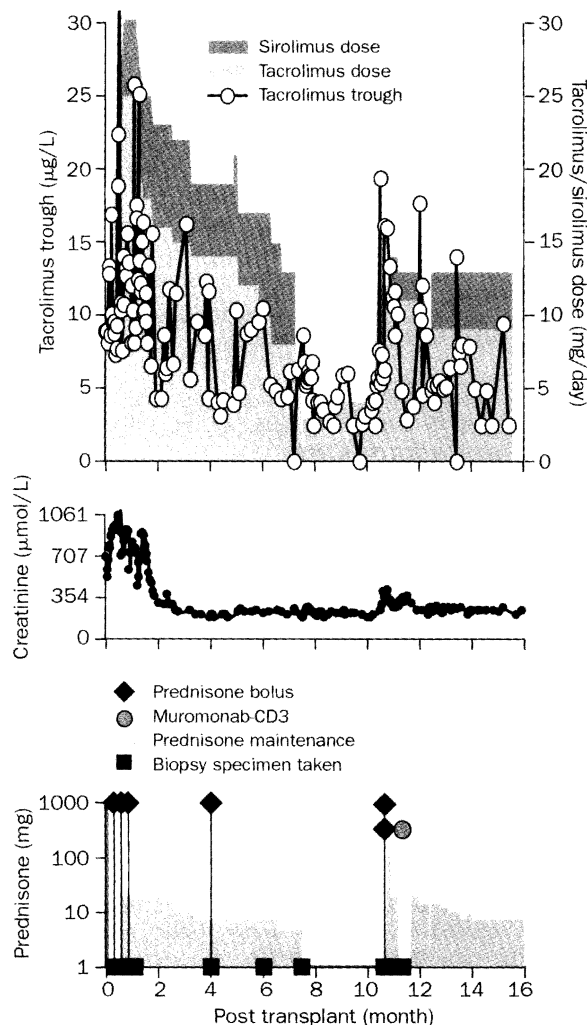 Sirolimus dose
Tacrolimus dose
Tacrolimus trough
Tacrolimus trough (μg/L)
30
25
20
15
10
5
0
30
25
20
15
10
5
0
Tacrolimus/sirolimus dose (mg/day)
Creatinine (μmol/L)
1061
707
354
0
Prednisone bolus
Muromonab-CD3
Prednisone maintenance
Biopsy specimen taken
Prednisone (mg)
1000
100
10
1
0 2 4 6 8 10 12 14 16
Post transplant (month)